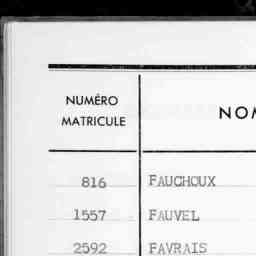 NUMÉRO
MATRICULE
NOM
816 FAUCHOUX
1557 FAUVEL
2592 FAVRAIS